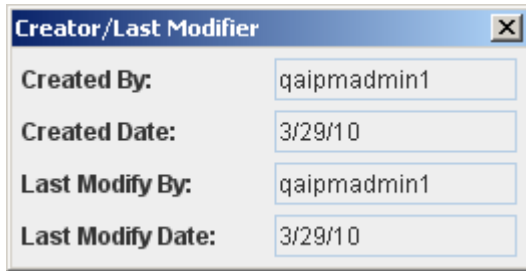 Creator/Last Modifier
Created By: qaipmadmin1
Created Date: 3/29/10
Last Modify By: qaipmadmin1
Last Modify Date: 3/29/10